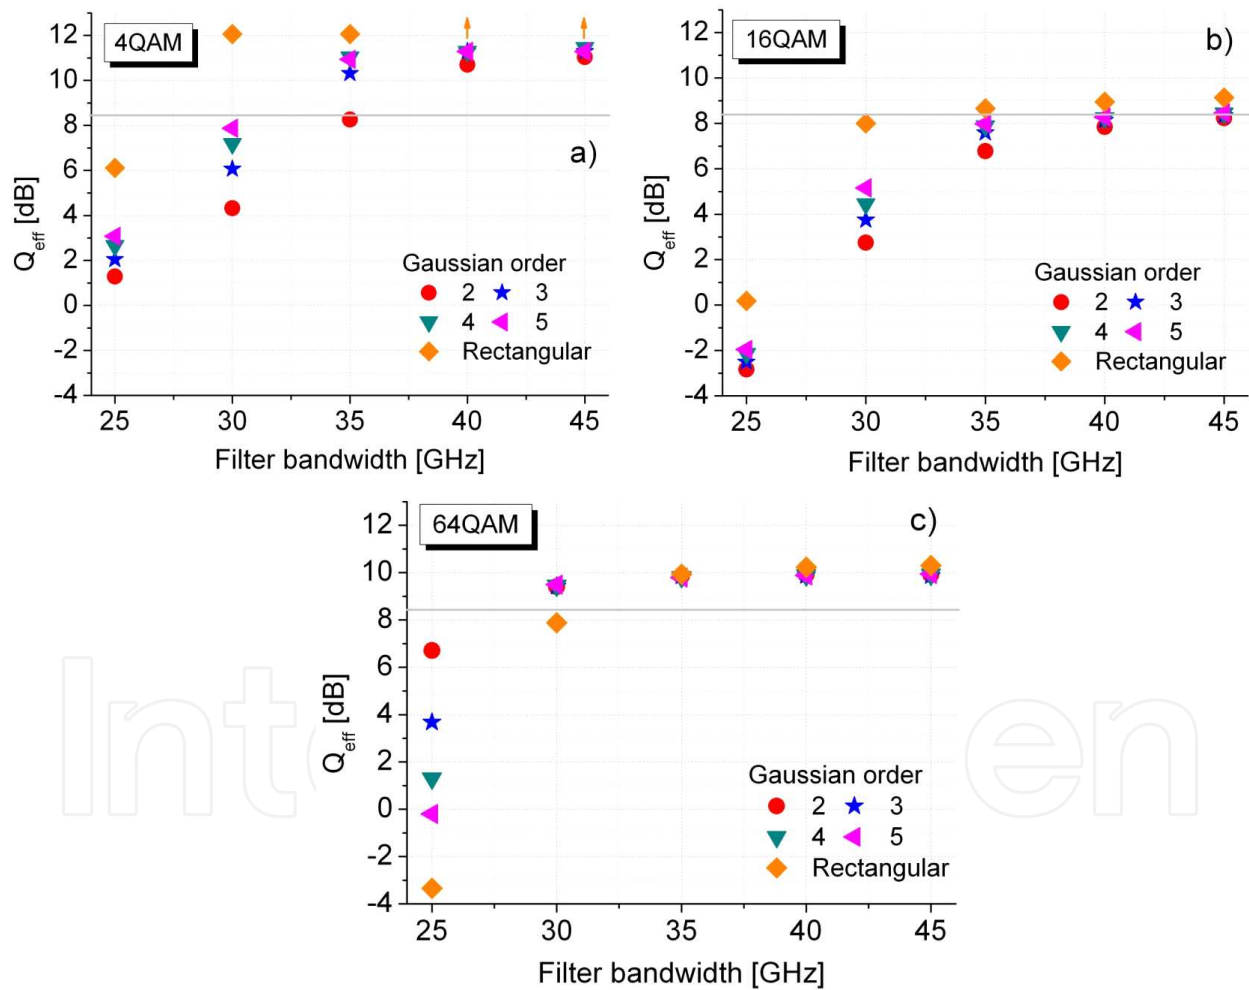 4QAM
a)
12
10
8
6
4
2
0
-2
-4
Q_eff [dB]
Gaussian order
2 3
4 5
Rectangular
25 30 35 40 45
Filter bandwidth [GHz]
16QAM
b)
12
10
8
6
4
2
0
-2
-4
Q_eff [dB]
Gaussian order
2 3
4 5
Rectangular
25 30 35 40 45
Filter bandwidth [GHz]
64QAM
c)
12
10
8
6
4
2
0
-2
-4
Q_eff [dB]
Gaussian order
2 3
4 5
Rectangular
25 30 35 40 45
Filter bandwidth [GHz]